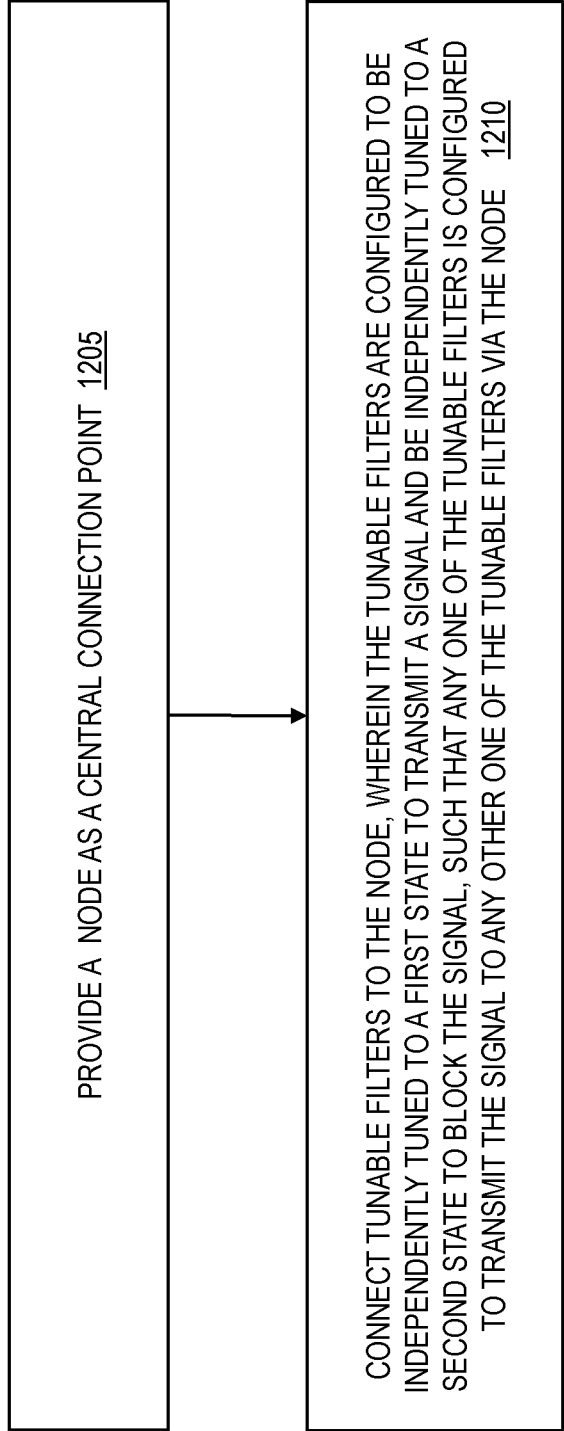 PROVIDE A NODE AS A CENTRAL CONNECTION POINT 1205
CONNECT TUNABLE FILTERS TO THE NODE, WHEREIN THE TUNABLE FILTERS ARE CONFIGURED TO BE
INDEPENDENTLY TUNED TO A FIRST STATE TO TRANSMIT A SIGNAL AND BE INDEPENDENTLY TUNED TO A
SECOND STATE TO BLOCK THE SIGNAL, SUCH THAT ANY ONE OF THE TUNABLE FILTERS IS CONFIGURED
TO TRANSMIT THE SIGNAL TO ANY OTHER ONE OF THE TUNABLE FILTERS VIA THE NODE 1210